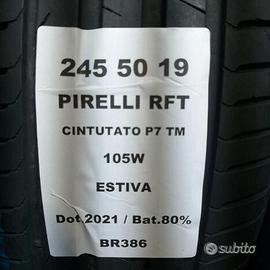 245 50 19
PIRELLI RFT
CINTUTATO P7 TM
105W
ESTIVA
Dot.2021 / Bat.80%
BR386
subito